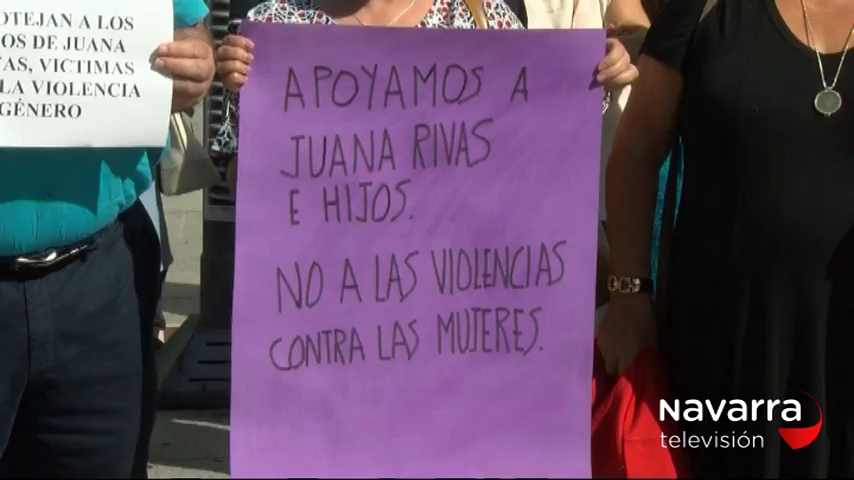 OTEJAN A LOS
OS DE JUANA
AS, VICTIMAS
LA VIOLENCIA
GÉNERO
APOYAMOS A
JUANA RIVAS
E HIJOS.
NO A LAS VIOLENCIAS
CONTRA LAS MUJERES.
Navarra
televisión